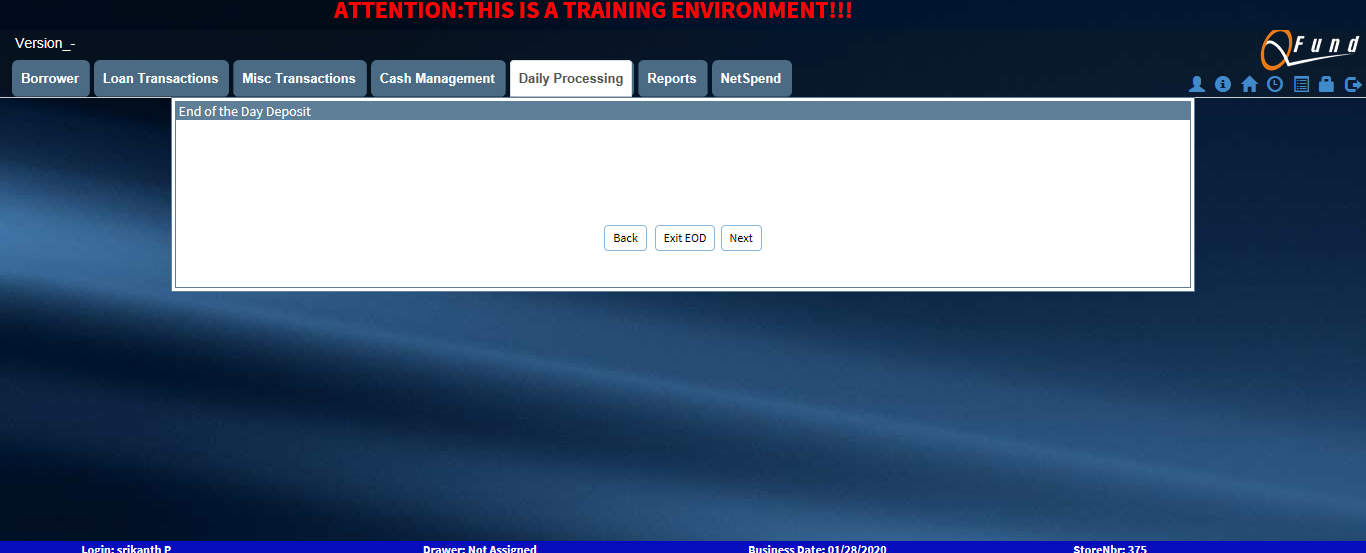 ATTENTION:THIS IS A TRAINING ENVIRONMENT!!!
Version_-
QFund
Borrower Loan Transactions Misc Transactions Cash Management Daily Processing Reports NetSpend
End of the Day Deposit
Back Exit EOD Next
Login: srikanth P Drawer: Not Assigned Business Date: 01/28/2020 StoreNbr: 375